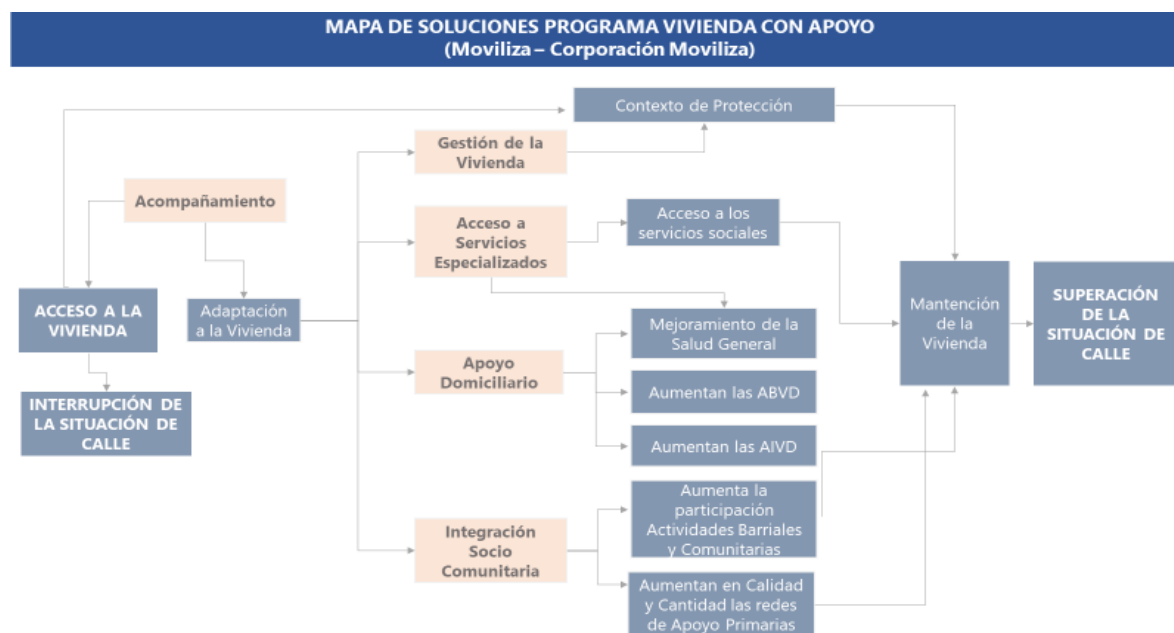 MAPA DE SOLUCIONES PROGRAMA VIVIENDA CON APOYO
(Moviliza – Corporación Moviliza)
Contexto de Protección
Gestión de la
Vivienda
Acompañamiento
Acceso a
Servicios
Especializados
Acceso a los
servicios sociales
ACCESO A LA
VIVIENDA
Adaptación
a la Vivienda
Mantención
de la
Vivienda
SUPERACIÓN
DE LA
SITUACIÓN DE
CALLE
Mejoramiento de la
Salud General
Apoyo
Domiciliario
Aumentan las ABVD
INTERRUPCIÓN DE
LA SITUACIÓN DE
CALLE
Aumentan las AIVD
Aumenta la
participación
Actividades Barriales
y Comunitarias
Integración
Socio
Comunitaria
Aumentan en Calidad
y Cantidad las redes
de Apoyo Primarias